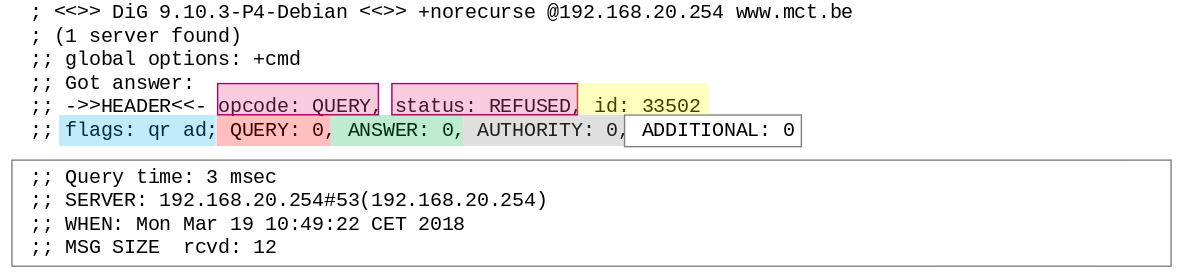 ; <<>> DiG 9.10.3-P4-Debian <<>> +norecurse @192.168.20.254 www.mct.be
; (1 server found)
;; global options: +cmd
;; Got answer:
;; ->>HEADER<<- opcode: QUERY, status: REFUSED, id: 33502
;; flags: qr ad; QUERY: 0, ANSWER: 0, AUTHORITY: 0, ADDITIONAL: 0
;; Query time: 3 msec
;; SERVER: 192.168.20.254#53(192.168.20.254)
;; WHEN: Mon Mar 19 10:49:22 CET 2018
;; MSG SIZE  rcvd: 12